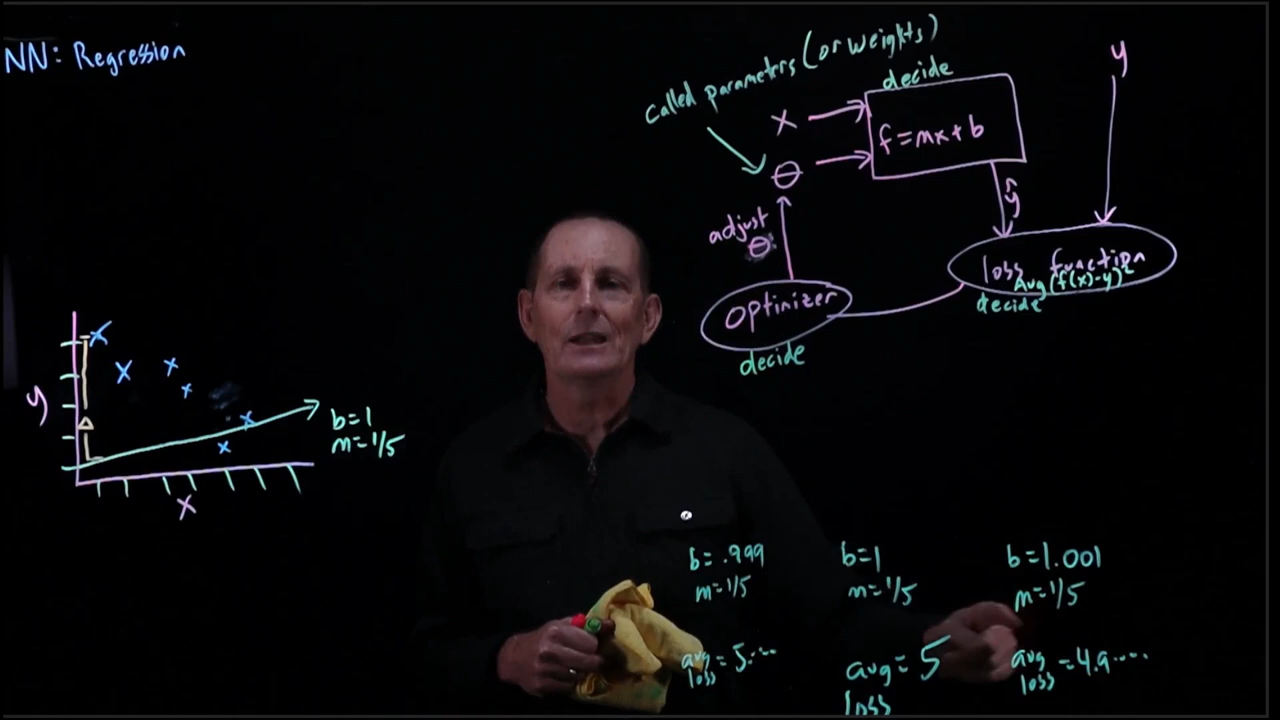 NN: Regression
called parameters (or weights)
decide
y
x
f=mx+b
θ
ŷ
adjust
θ
loss function
Avg(f(x)-y)²
decide
optimizer
decide
y
x
b=1
m=1/5
b=.999
m=1/5
avg loss = 5....
b=1
m=1/5
avg loss = 5
b=1.001
m=1/5
avg loss = 4.9....